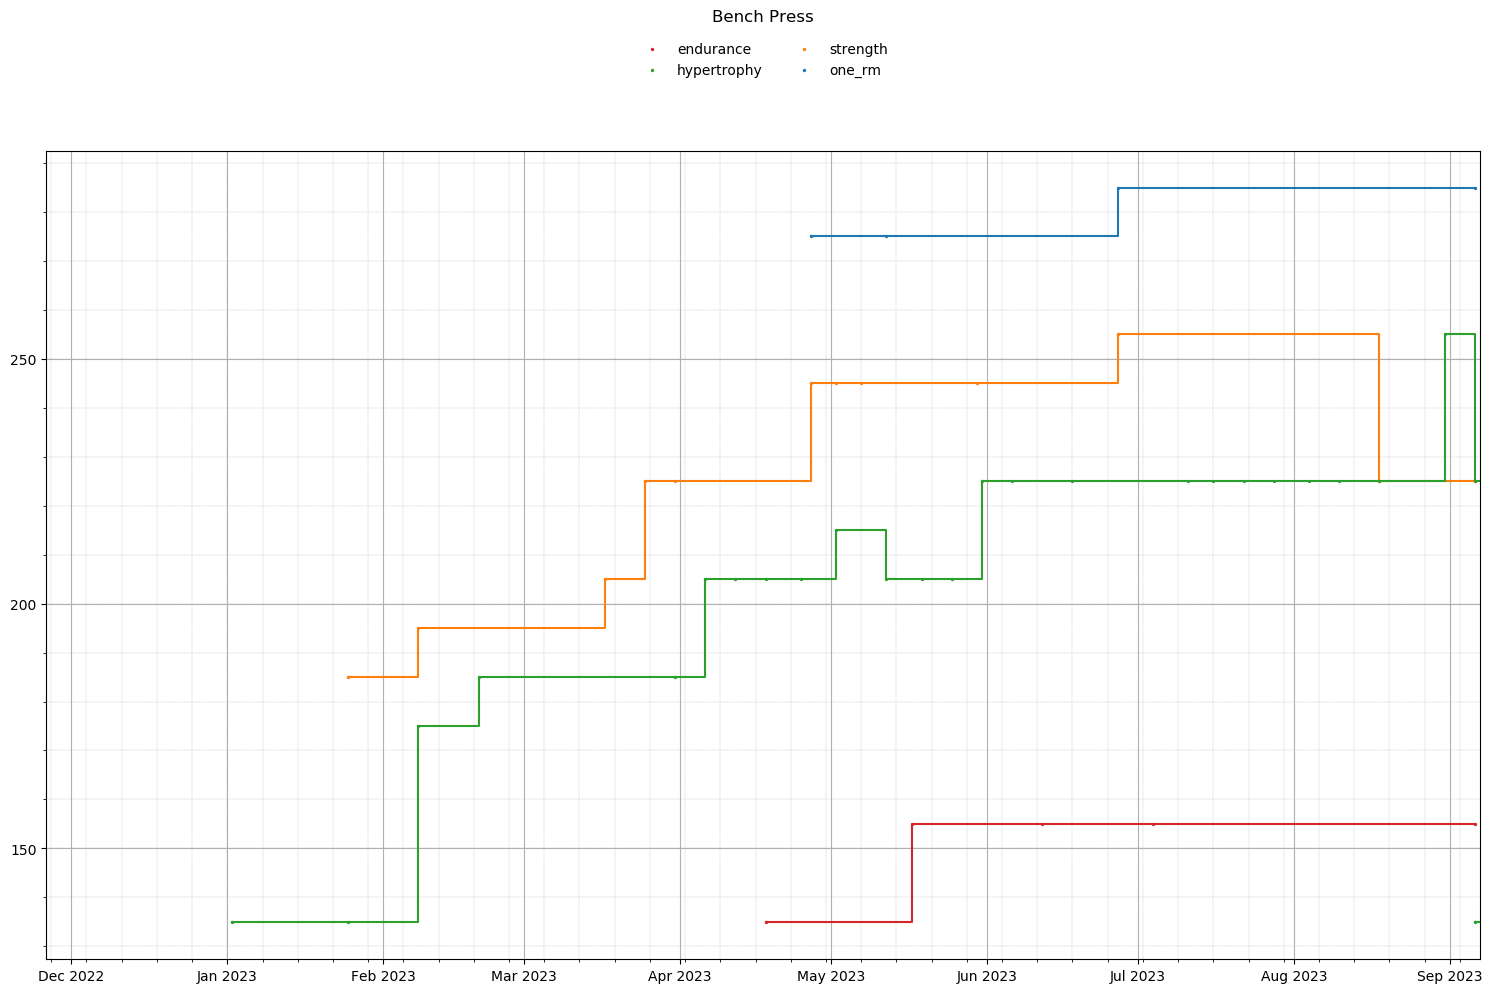 Bench Press
endurance strength
hypertrophy one_rm
250
200
150
Dec 2022 Jan 2023 Feb 2023 Mar 2023 Apr 2023 May 2023 Jun 2023 Jul 2023 Aug 2023 Sep 2023